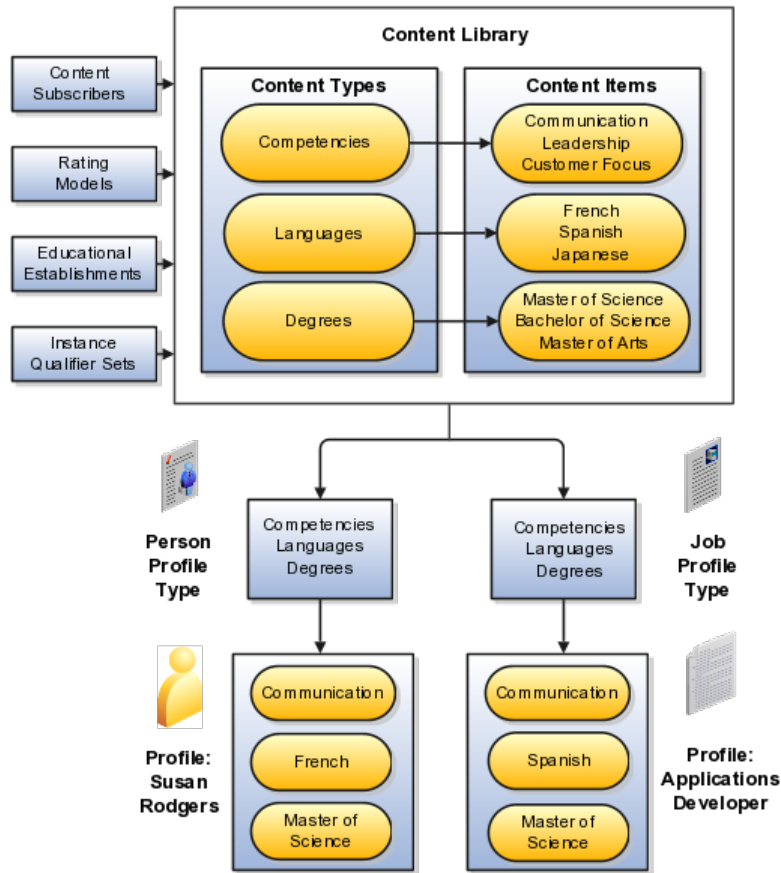 Content Library
Content
Subscribers
Rating
Models
Educational
Establishments
Instance
Qualifier Sets
Content Types
Competencies
Languages
Degrees
Content Items
Communication
Leadership
Customer Focus
French
Spanish
Japanese
Master of Science
Bachelor of Science
Master of Arts
Person
Profile
Type
Competencies
Languages
Degrees
Competencies
Languages
Degrees
Job
Profile
Type
Profile:
Susan
Rodgers
Communication
French
Master of
Science
Communication
Spanish
Master of
Science
Profile:
Applications
Developer